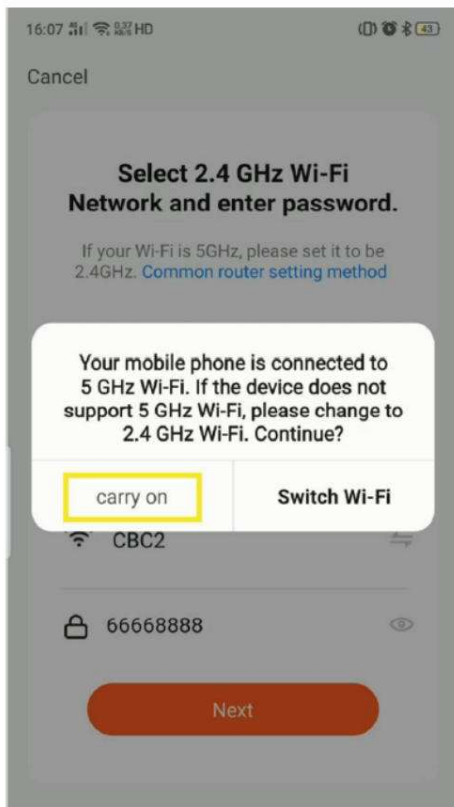 16:07 HD 43
Cancel
Select 2.4 GHz Wi-Fi
Network and enter password.
If your Wi-Fi is 5GHz, please set it to be
2.4GHz. Common router setting method
Your mobile phone is connected to
5 GHz Wi-Fi. If the device does not
support 5 GHz Wi-Fi, please change to
2.4 GHz Wi-Fi. Continue?
carry on Switch Wi-Fi
CBC2
66668888
Next